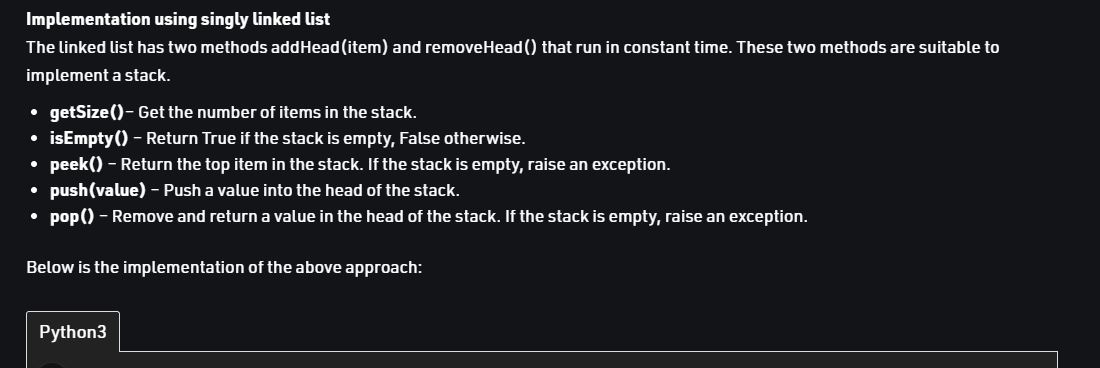 Implementation using singly linked list
The linked list has two methods addHead(item) and removeHead() that run in constant time. These two methods are suitable to
implement a stack.
• getSize()– Get the number of items in the stack.
• isEmpty() – Return True if the stack is empty, False otherwise.
• peek() – Return the top item in the stack. If the stack is empty, raise an exception.
• push(value) – Push a value into the head of the stack.
• pop() – Remove and return a value in the head of the stack. If the stack is empty, raise an exception.
Below is the implementation of the above approach:
Python3